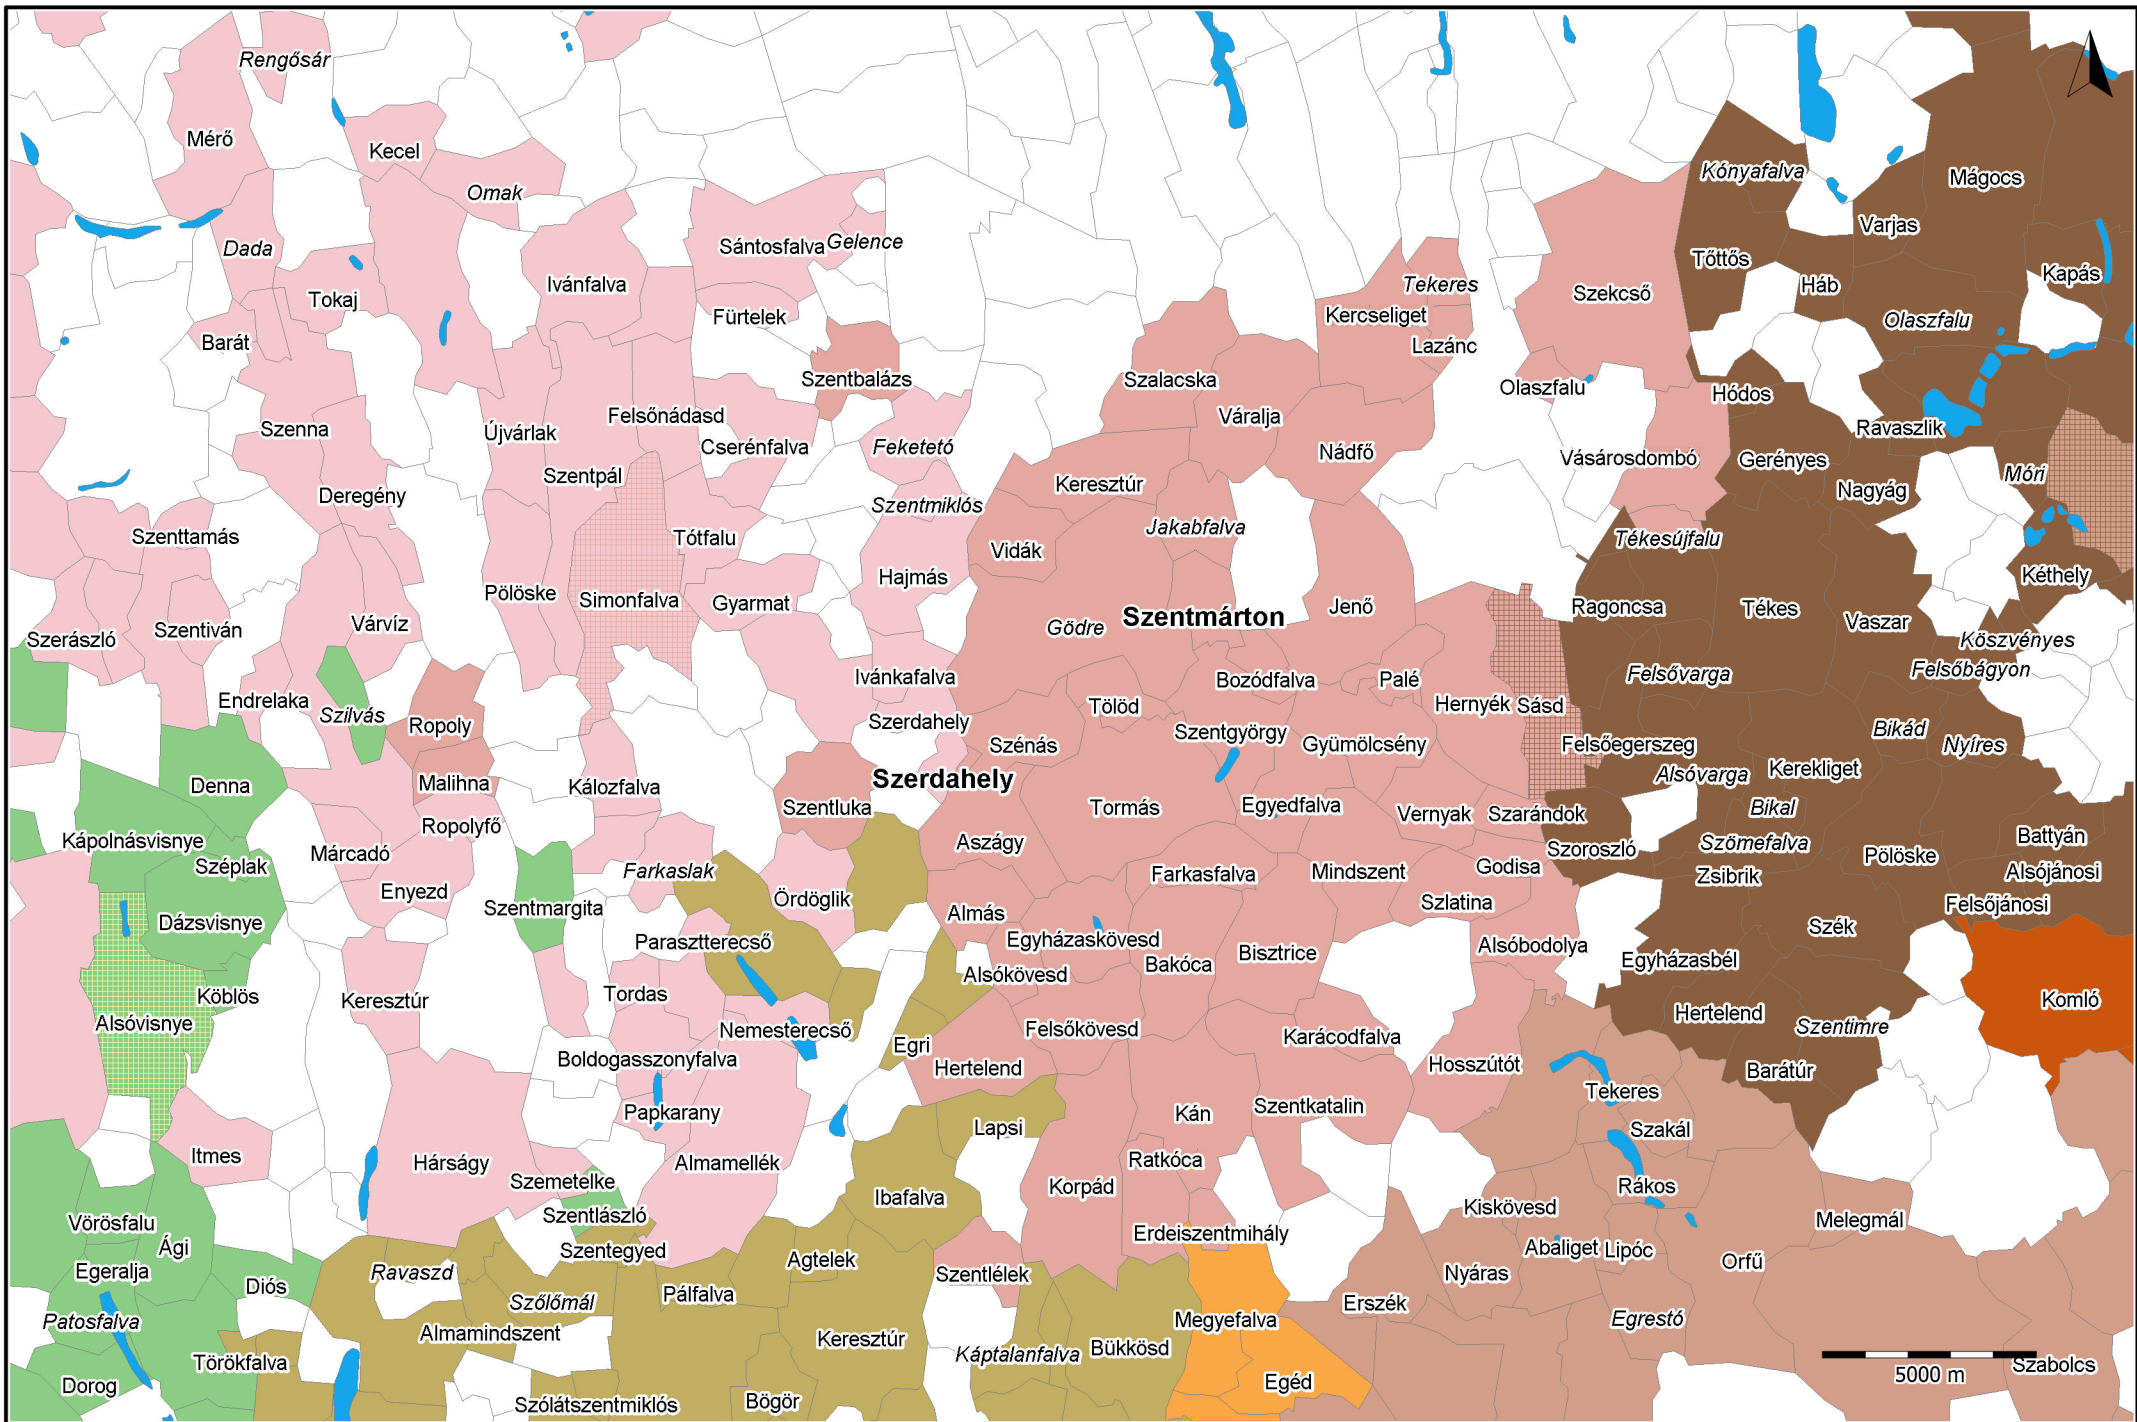 Rengősár
Mérő
Kecel
Omak
Kónyafalva
Mágocs
Dada
Sántosfalva
Gelence
Varjas
Tőttős
Kapás
Tokaj
Ivánfalva
Tekeres
Szekcső
Háb
Fürtelek
Kercseliget
Olaszfalu
Barát
Lazánc
Szentbalázs
Szalacska
Olaszfalu
Hódos
Szenna
Újvárlak
Felsőnádasd
Cserénfalva
Feketető
Váralja
Nádfő
Ravaszlik
Vásárosdombó
Gerényes
Móri
Deregény
Szentpál
Keresztúr
Nagyág
Szentmiklós
Szenttamás
Tótfalu
Jakabfalva
Tékesújfalu
Vidák
Hajmás
Kéthely
Pölöske
Simonfalva
Gyarmat
Jenő
Ragoncsa
Tékes
Szentmárton
Szerászló
Szentiván
Várvíz
Gödre
Vaszar
Köszvényes
Ivánkafalva
Bozódfalva
Palé
Felsővarga
Felsőbágyon
Endrelaka
Szilvás
Ropoly
Szerdahely
Tölöd
Hernyék
Sásd
Szénás
Szentgyörgy
Gyümölcsény
Felsőegerszeg
Bikád
Nyíres
Denna
Malihna
Kálozfalva
Szerdahely
Alsóvarga
Kerekliget
Szentluka
Tormás
Egyedfalva
Vernyak
Szarándok
Bikal
Kápolnásvisnye
Ropolyfő
Aszágy
Szömefalva
Battyán
Széplak
Márcadó
Farkaslak
Farkasfalva
Mindszent
Godisa
Szoroszló
Pölöske
Zsibrik
Alsójánosi
Enyezd
Ördöglik
Dázsvisnye
Szentmargita
Almás
Szlatina
Felsőjánosi
Parasztterecső
Egyházaskövesd
Alsóbodolya
Szék
Bisztrice
Bakóca
Egyházasbél
Köblös
Keresztúr
Tordas
Alsókövesd
Komló
Alsóvisnye
Nemesterecső
Felsőkövesd
Karácodfalva
Hertelend
Szentimre
Egri
Boldogasszonyfalva
Hertelend
Hosszútót
Barátúr
Tekeres
Papkarany
Lapsi
Kán
Szentkatalin
Szakál
Itmes
Hárságy
Almamellék
Ratkóca
Szemetelke
Korpád
Rákos
Ibafalva
Kiskövesd
Vörösfalu
Szentlászló
Melegmál
Ági
Erdeiszentmihály
Szentegyed
Agtelek
Abaliget
Lipóc
Orfű
Egeralja
Ravaszd
Szentlélek
Nyáras
Diós
Pálfalva
Szőlőmál
Erszék
Patosfalva
Almamindszent
Keresztúr
Megyefalva
Egrestó
Törökfalva
Káptalanfalva
Bükkösd
Szabolcs
Dorog
5000 m
Egéd
Szólátszentmiklós
Bögör